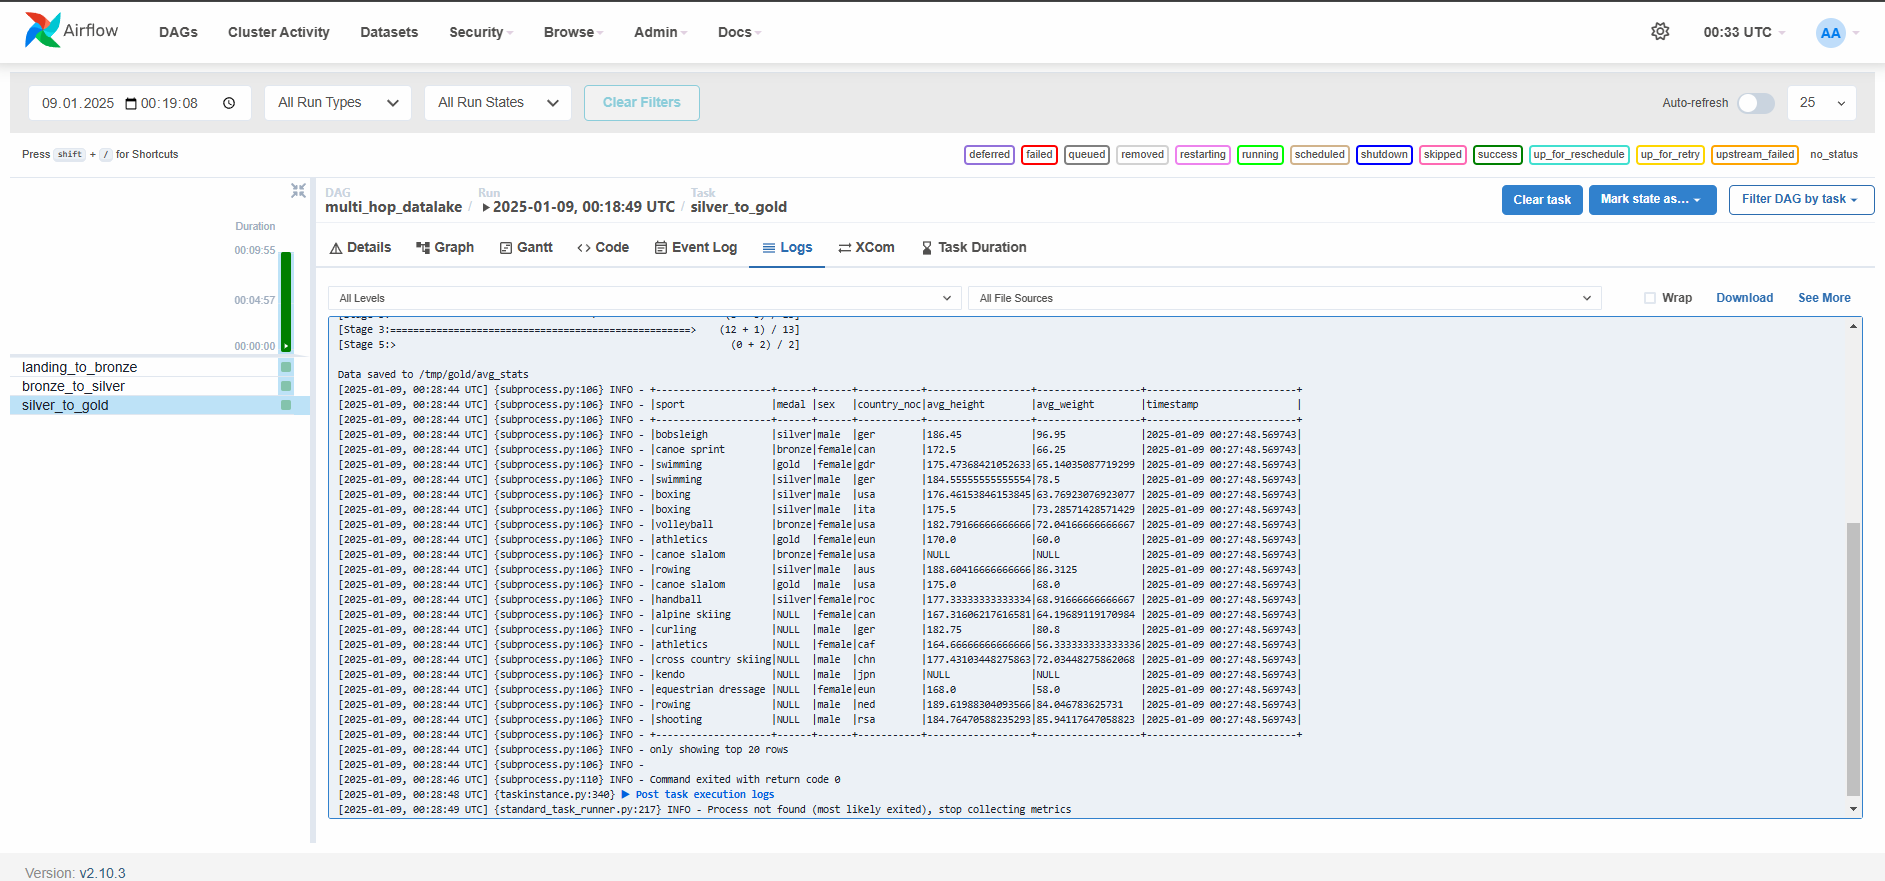 Airflow DAGs Cluster Activity Datasets Security Browse Admin Docs 00:33 UTC AA
09.01.2025 00:19:08 All Run Types All Run States Clear Filters Auto-refresh 25
Press shift + / for Shortcuts deferred failed queued removed restarting running scheduled shutdown skipped success up_for_reschedule up_for_retry upstream_failed no_status
DAG Run Task
multi_hop_datalake / 2025-01-09, 00:18:49 UTC / silver_to_gold
Clear task Mark state as... Filter DAG by task
Duration
00:09:55
00:04:57
00:00:00
landing_to_bronze
bronze_to_silver
silver_to_gold
Details Graph Gantt <> Code Event Log Logs XCom Task Duration
All Levels All File Sources Wrap Download See More
[Stage 3:====================================================>    (12 + 1) / 13]
[Stage 5:>                                                          (0 + 2) / 2]
Data saved to /tmp/gold/avg_stats
[2025-01-09, 00:28:44 UTC] {subprocess.py:106} INFO - +--------------------+------+------+-----------+------------------+------------------+--------------------------+
[2025-01-09, 00:28:44 UTC] {subprocess.py:106} INFO - |sport               |medal |sex   |country_noc|avg_height        |avg_weight        |timestamp                 |
[2025-01-09, 00:28:44 UTC] {subprocess.py:106} INFO - +--------------------+------+------+-----------+------------------+------------------+--------------------------+
[2025-01-09, 00:28:44 UTC] {subprocess.py:106} INFO - |bobsleigh           |silver|male  |ger        |186.45            |96.95             |2025-01-09 00:27:48.569743|
[2025-01-09, 00:28:44 UTC] {subprocess.py:106} INFO - |canoe sprint        |bronze|female|can        |172.5             |66.25             |2025-01-09 00:27:48.569743|
[2025-01-09, 00:28:44 UTC] {subprocess.py:106} INFO - |swimming            |gold  |female|gdr        |175.47368421052633|65.14035087719299 |2025-01-09 00:27:48.569743|
[2025-01-09, 00:28:44 UTC] {subprocess.py:106} INFO - |swimming            |silver|male  |ger        |184.55555555555554|78.5              |2025-01-09 00:27:48.569743|
[2025-01-09, 00:28:44 UTC] {subprocess.py:106} INFO - |boxing              |silver|male  |usa        |176.46153846153845|63.76923076923077 |2025-01-09 00:27:48.569743|
[2025-01-09, 00:28:44 UTC] {subprocess.py:106} INFO - |boxing              |silver|male  |ita        |175.5             |73.28571428571429 |2025-01-09 00:27:48.569743|
[2025-01-09, 00:28:44 UTC] {subprocess.py:106} INFO - |volleyball          |bronze|female|usa        |182.79166666666666|72.04166666666667 |2025-01-09 00:27:48.569743|
[2025-01-09, 00:28:44 UTC] {subprocess.py:106} INFO - |athletics           |gold  |female|eun        |170.0             |60.0              |2025-01-09 00:27:48.569743|
[2025-01-09, 00:28:44 UTC] {subprocess.py:106} INFO - |canoe slalom        |bronze|female|usa        |NULL              |NULL              |2025-01-09 00:27:48.569743|
[2025-01-09, 00:28:44 UTC] {subprocess.py:106} INFO - |rowing              |silver|male  |aus        |188.60416666666666|86.3125           |2025-01-09 00:27:48.569743|
[2025-01-09, 00:28:44 UTC] {subprocess.py:106} INFO - |canoe slalom        |gold  |male  |usa        |175.0             |68.0              |2025-01-09 00:27:48.569743|
[2025-01-09, 00:28:44 UTC] {subprocess.py:106} INFO - |handball            |silver|female|roc        |177.33333333333334|68.91666666666667 |2025-01-09 00:27:48.569743|
[2025-01-09, 00:28:44 UTC] {subprocess.py:106} INFO - |alpine skiing       |NULL  |female|can        |167.31606217616581|64.19689119170984 |2025-01-09 00:27:48.569743|
[2025-01-09, 00:28:44 UTC] {subprocess.py:106} INFO - |curling             |NULL  |male  |ger        |182.75            |80.8              |2025-01-09 00:27:48.569743|
[2025-01-09, 00:28:44 UTC] {subprocess.py:106} INFO - |athletics           |NULL  |female|caf        |164.66666666666666|56.333333333333336|2025-01-09 00:27:48.569743|
[2025-01-09, 00:28:44 UTC] {subprocess.py:106} INFO - |cross country skiing|NULL  |male  |chn        |177.43103448275863|72.03448275862068 |2025-01-09 00:27:48.569743|
[2025-01-09, 00:28:44 UTC] {subprocess.py:106} INFO - |kendo               |NULL  |male  |jpn        |NULL              |NULL              |2025-01-09 00:27:48.569743|
[2025-01-09, 00:28:44 UTC] {subprocess.py:106} INFO - |equestrian dressage |NULL  |female|eun        |168.0             |58.0              |2025-01-09 00:27:48.569743|
[2025-01-09, 00:28:44 UTC] {subprocess.py:106} INFO - |rowing              |NULL  |male  |ned        |189.61988304093566|84.046783625731   |2025-01-09 00:27:48.569743|
[2025-01-09, 00:28:44 UTC] {subprocess.py:106} INFO - |shooting            |NULL  |male  |rsa        |184.76470588235293|85.94117647058823 |2025-01-09 00:27:48.569743|
[2025-01-09, 00:28:44 UTC] {subprocess.py:106} INFO - +--------------------+------+------+-----------+------------------+------------------+--------------------------+
[2025-01-09, 00:28:44 UTC] {subprocess.py:106} INFO - only showing top 20 rows
[2025-01-09, 00:28:44 UTC] {subprocess.py:106} INFO -
[2025-01-09, 00:28:46 UTC] {subprocess.py:110} INFO - Command exited with return code 0
[2025-01-09, 00:28:48 UTC] {taskinstance.py:340} ▶ Post task execution logs
[2025-01-09, 00:28:49 UTC] {standard_task_runner.py:217} INFO - Process not found (most likely exited), stop collecting metrics
Version: v2.10.3